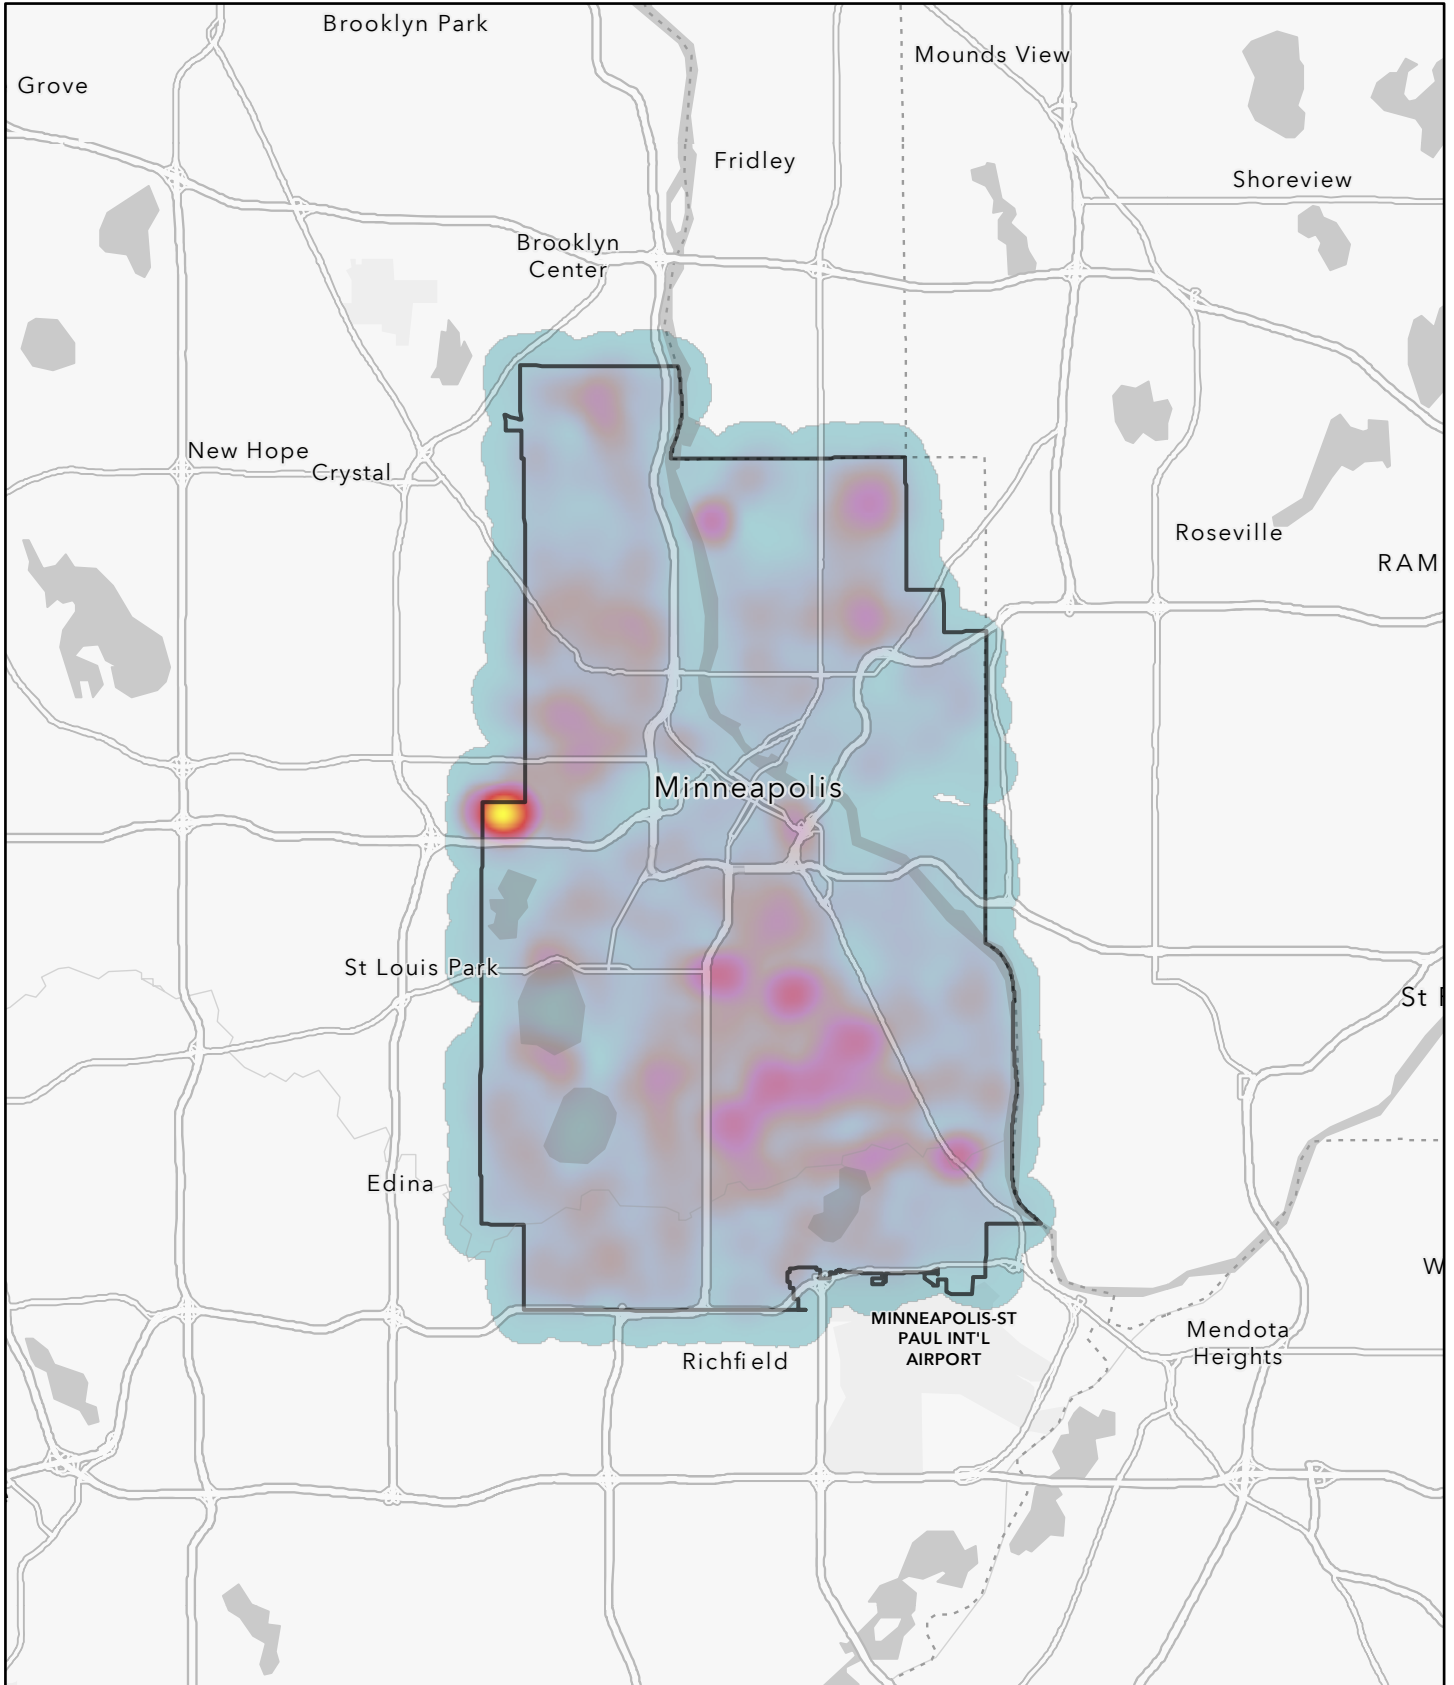 Brooklyn Park
Mounds View
Grove
Fridley
Shoreview
Brooklyn
Center
New Hope
Crystal
Roseville
RAM
Minneapolis
St Louis Park
St
Edina
W
MINNEAPOLIS-ST
PAUL INT'L
AIRPORT
Mendota
Heights
Richfield